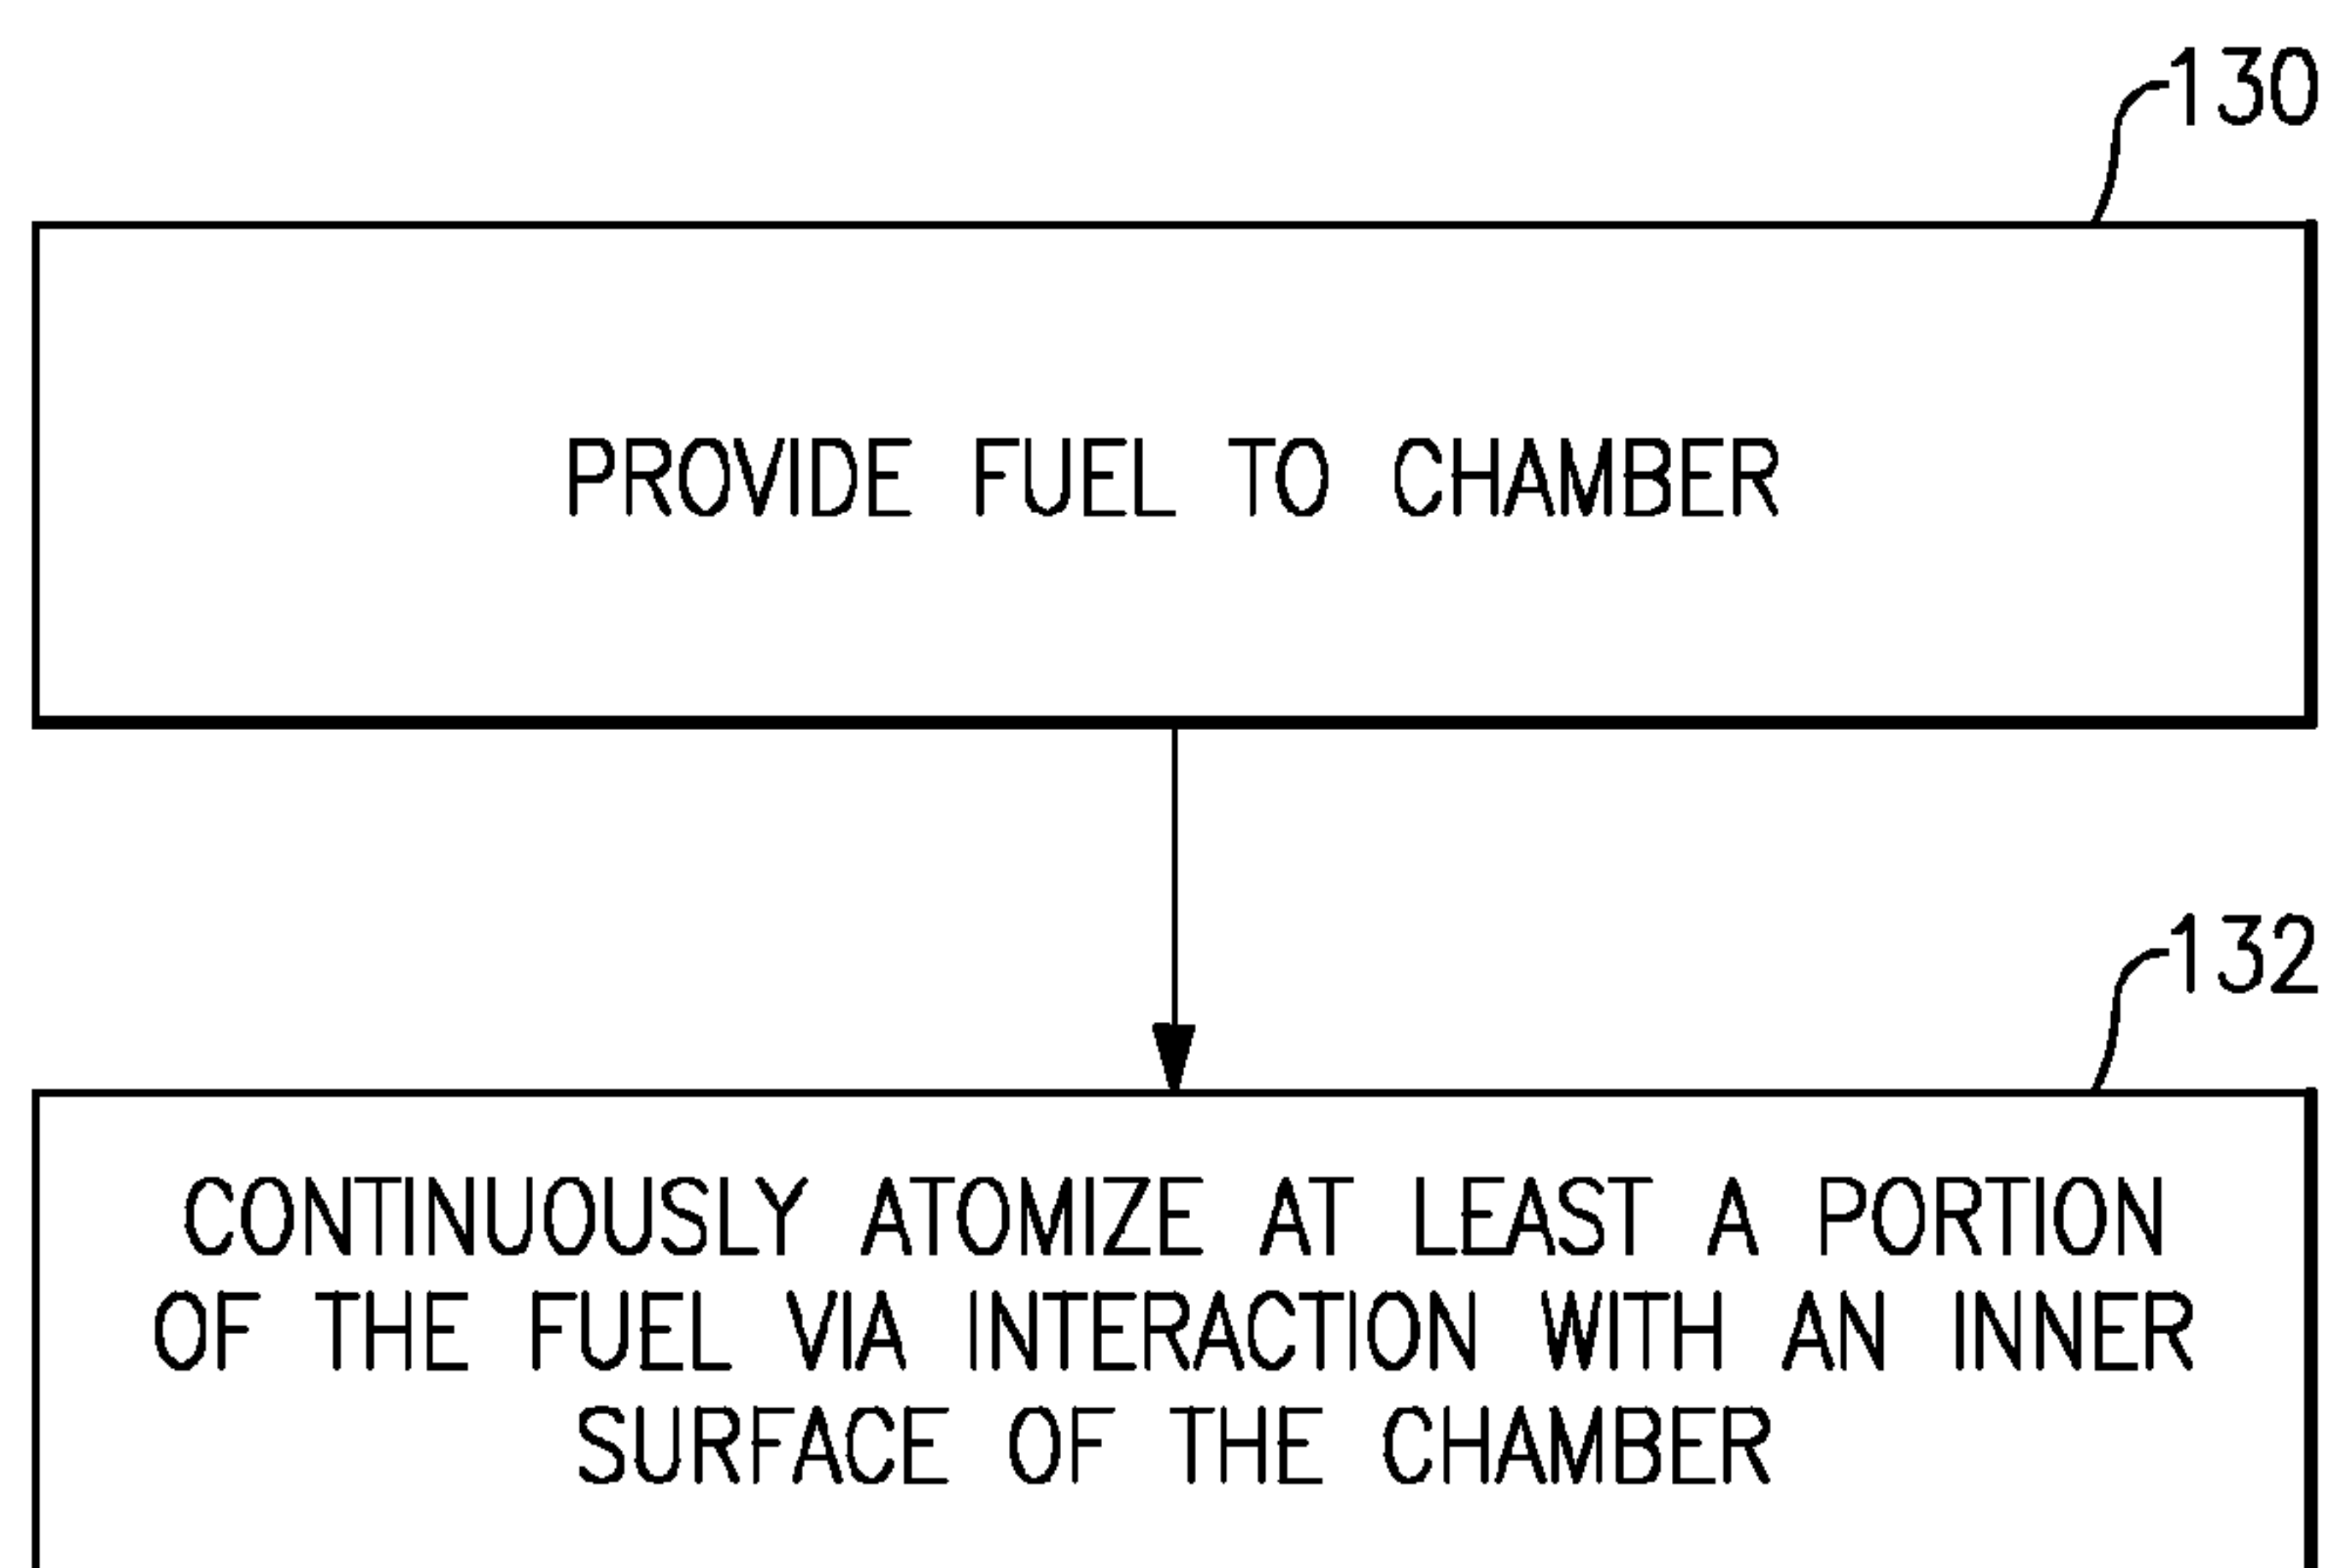 130
PROVIDE FUEL TO CHAMBER
132
CONTINUOUSLY ATOMIZE AT LEAST A PORTION
OF THE FUEL VIA INTERACTION WITH AN INNER
SURFACE OF THE CHAMBER